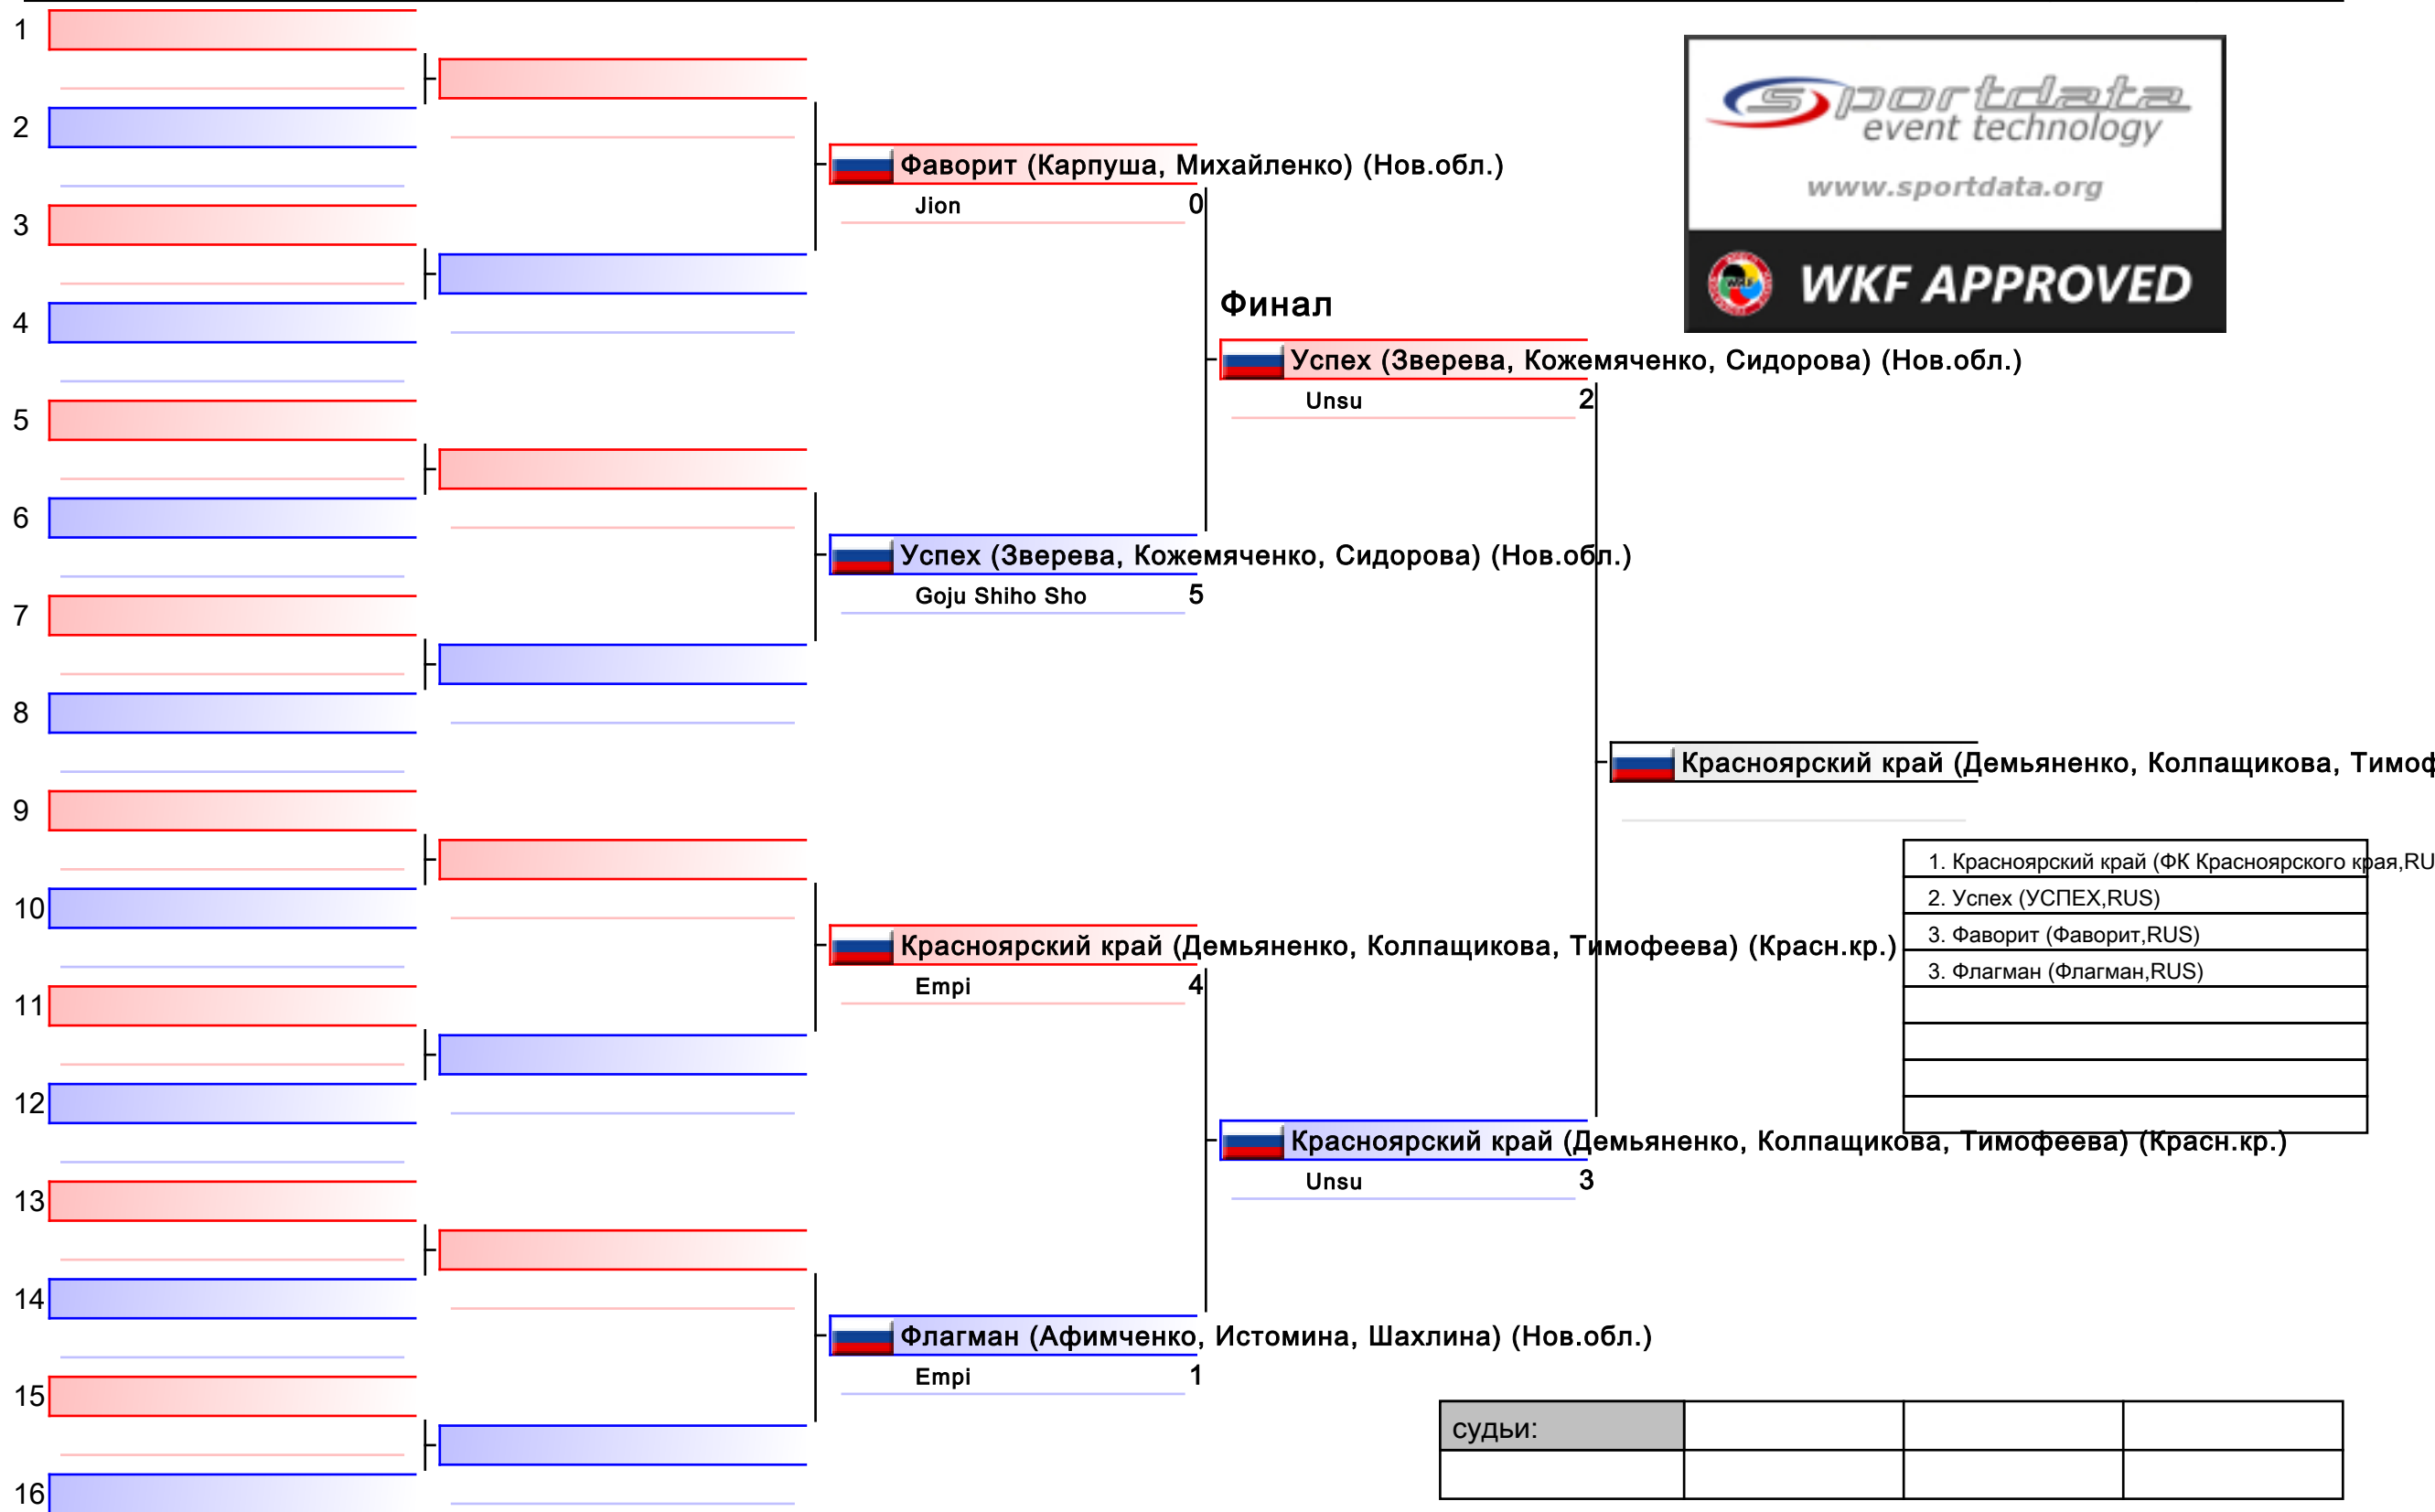 1
2
3
4
5
6
7
8
9
10
11
12
13
14
15
16
Фаворит (Карпуша, Михайленко) (Нов.обл.)
Jion 0
Успех (Зверева, Кожемяченко, Сидорова) (Нов.обл.)
Goju Shiho Sho 5
Красноярский край (Демьяненко, Колпащикова, Тимофеева) (Красн.кр.)
Empi 4
Флагман (Афимченко, Истомина, Шахлина) (Нов.обл.)
Empi 1
Финал
Успех (Зверева, Кожемяченко, Сидорова) (Нов.обл.)
Unsu 2
Красноярский край (Демьяненко, Колпащикова, Тимофеева) (Красн.кр.)
Unsu 3
sportdata
event technology
www.sportdata.org
WKF APPROVED
Красноярский край (Демьяненко, Колпащикова, Тимоф
1. Красноярский край (ФК Красноярского края,RU
2. Успех (УСПЕХ,RUS)
3. Фаворит (Фаворит,RUS)
3. Флагман (Флагман,RUS)
судьи: